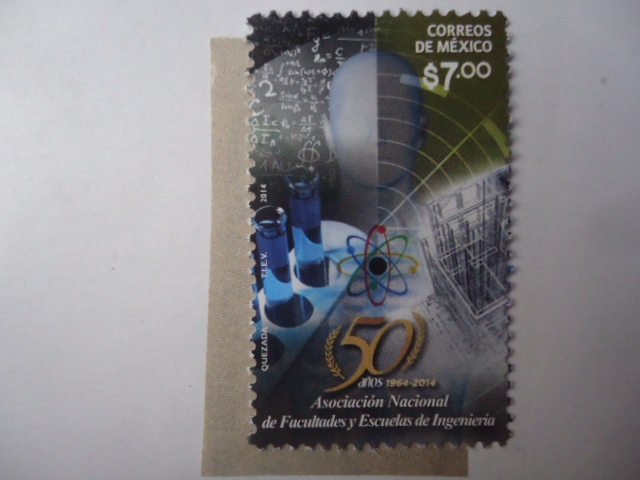 CORREOS
DE MÉXICO
$7.00
2014
T.I.E.V.
QUEZADA
50
años 1964-2014
Asociación Nacional
de Facultades y Escuelas de Ingeniería